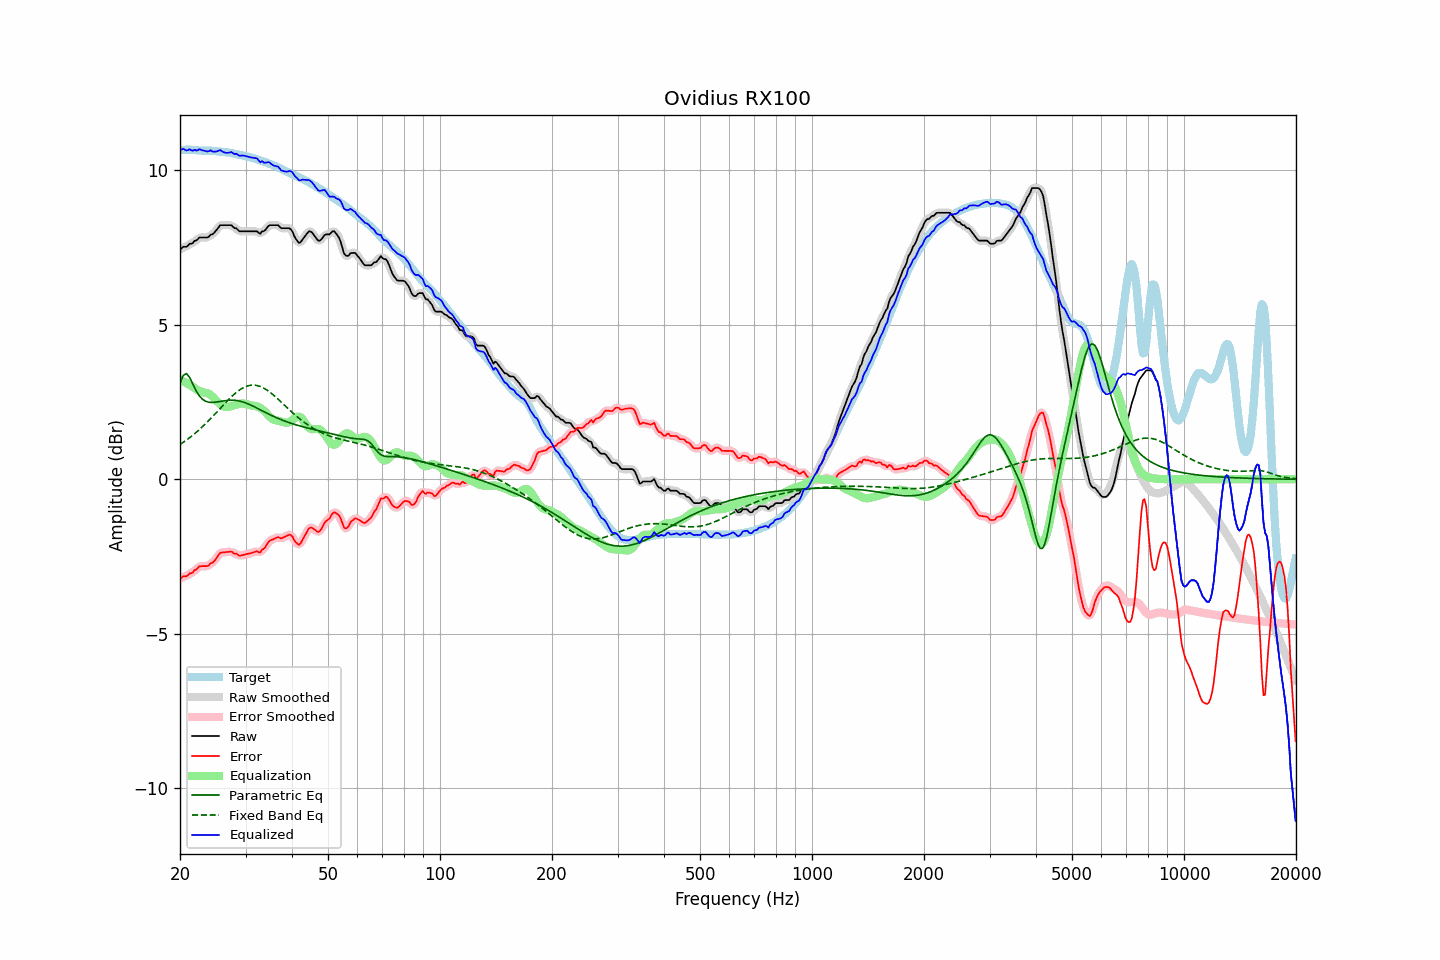 Ovidius RX100
Amplitude (dBr)
10
5
0
−5
−10
Target
Raw Smoothed
Error Smoothed
Raw
Error
Equalization
Parametric Eq
Fixed Band Eq
Equalized
20 50 100 200 500 1000 2000 5000 10000 20000
Frequency (Hz)